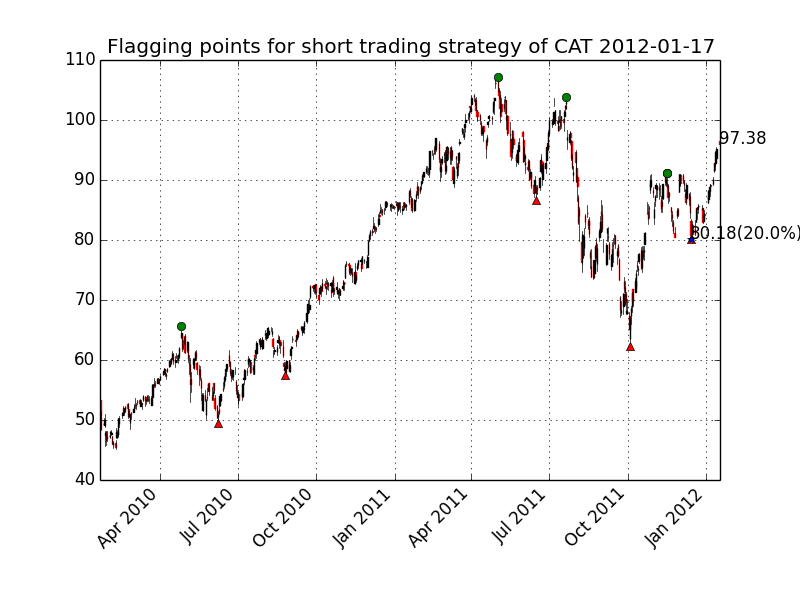 Flagging points for short trading strategy of CAT 2012-01-17
110
100
90
80
70
60
50
40
97.38
80.18(20.0%)
Apr 2010
Jul 2010
Oct 2010
Jan 2011
Apr 2011
Jul 2011
Oct 2011
Jan 2012